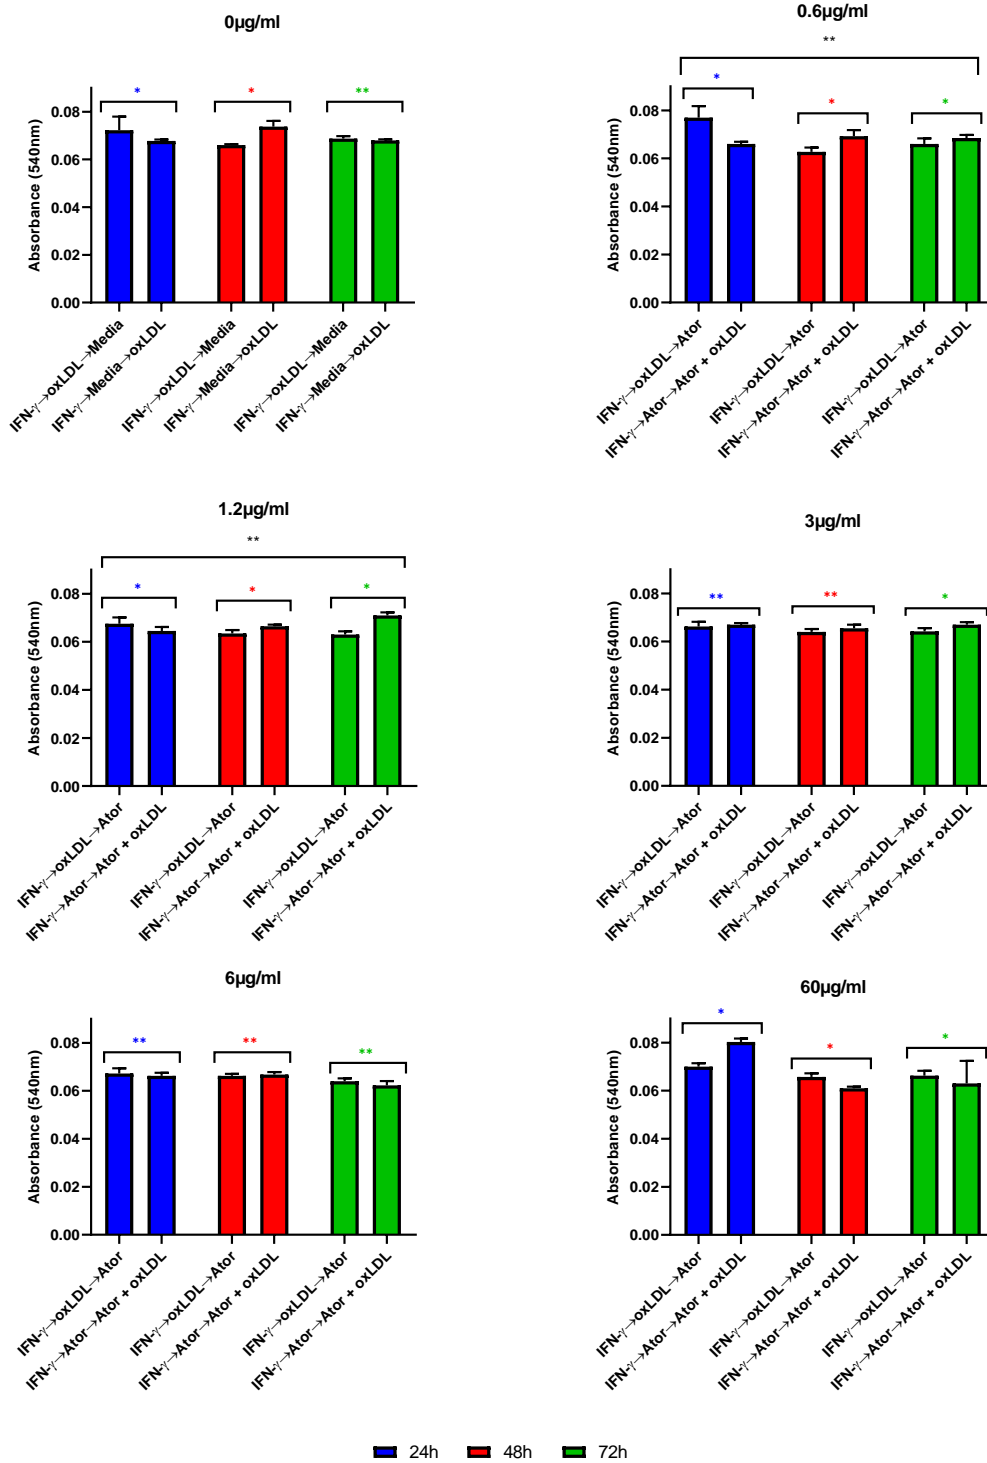 0µg/ml
*
*
**
Absorbance (540nm)
0.08
0.06
0.04
0.02
0.00
IFN-γ→oxLDL→Media
IFN-γ→Media→oxLDL
IFN-γ→oxLDL→Media
IFN-γ→Media→oxLDL
IFN-γ→oxLDL→Media
IFN-γ→Media→oxLDL
0.6µg/ml
**
*
*
*
Absorbance (540nm)
0.08
0.06
0.04
0.02
0.00
IFN-γ→oxLDL→Ator
IFN-γ→Ator→Ator + oxLDL
IFN-γ→oxLDL→Ator
IFN-γ→Ator→Ator + oxLDL
IFN-γ→oxLDL→Ator
IFN-γ→Ator→Ator + oxLDL
1.2µg/ml
**
*
*
*
Absorbance (540nm)
0.08
0.06
0.04
0.02
0.00
IFN-γ→oxLDL→Ator
IFN-γ→Ator→Ator + oxLDL
IFN-γ→oxLDL→Ator
IFN-γ→Ator→Ator + oxLDL
IFN-γ→oxLDL→Ator
IFN-γ→Ator→Ator + oxLDL
3µg/ml
**
**
*
Absorbance (540nm)
0.08
0.06
0.04
0.02
0.00
IFN-γ→oxLDL→Ator
IFN-γ→Ator→Ator + oxLDL
IFN-γ→oxLDL→Ator
IFN-γ→Ator→Ator + oxLDL
IFN-γ→oxLDL→Ator
IFN-γ→Ator→Ator + oxLDL
6µg/ml
**
**
**
Absorbance (540nm)
0.08
0.06
0.04
0.02
0.00
IFN-γ→oxLDL→Ator
IFN-γ→Ator→Ator + oxLDL
IFN-γ→oxLDL→Ator
IFN-γ→Ator→Ator + oxLDL
IFN-γ→oxLDL→Ator
IFN-γ→Ator→Ator + oxLDL
60µg/ml
*
*
*
Absorbance (540nm)
0.08
0.06
0.04
0.02
0.00
IFN-γ→oxLDL→Ator
IFN-γ→Ator→Ator + oxLDL
IFN-γ→oxLDL→Ator
IFN-γ→Ator→Ator + oxLDL
IFN-γ→oxLDL→Ator
IFN-γ→Ator→Ator + oxLDL
24h 48h 72h